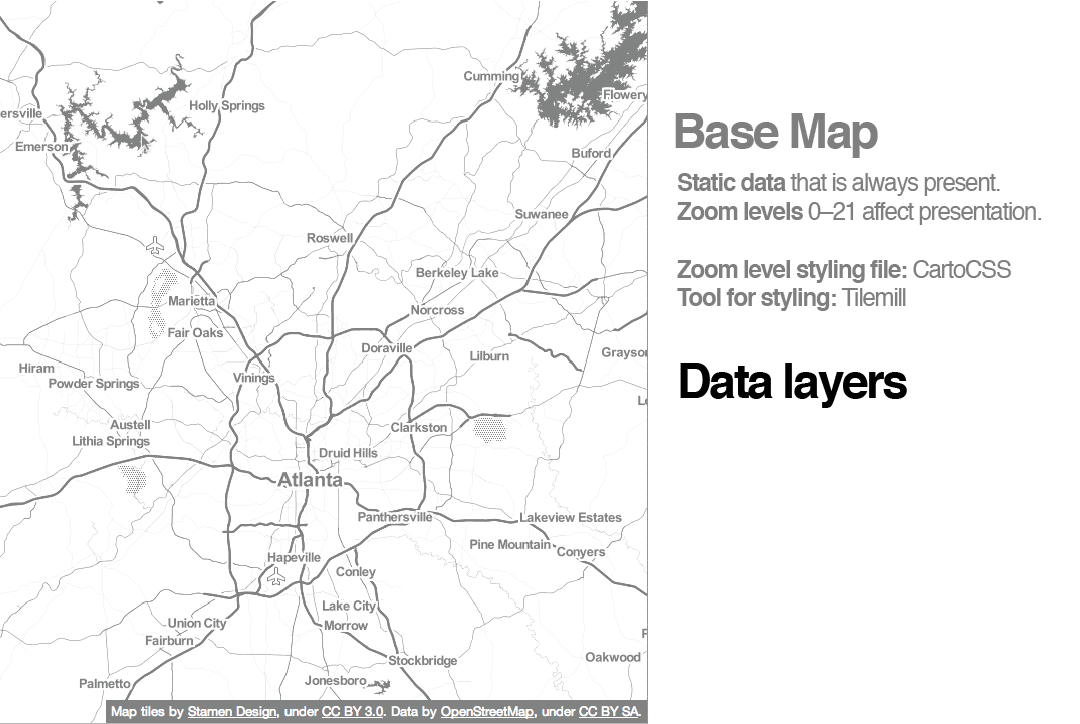 Cumming
Flowery
Holly Springs
ersville
Emerson
Buford
Suwanee
Roswell
Berkeley Lake
Marietta
Norcross
Fair Oaks
Doraville
Lilburn
Grayson
Hiram
Vinings
Powder Springs
Austell
Clarkston
Lithia Springs
Druid Hills
Atlanta
Panthersville
Lakeview Estates
Pine Mountain
Conyers
Hapeville
Conley
Lake City
Union City
Morrow
Fairburn
Oakwood
Stockbridge
Jonesboro
Palmetto
Map tiles by Stamen Design, under CC BY 3.0. Data by OpenStreetMap, under CC BY SA.
Base Map
Static data that is always present.
Zoom levels 0–21 affect presentation.
Zoom level styling file: CartoCSS
Tool for styling: Tilemill
Data layers